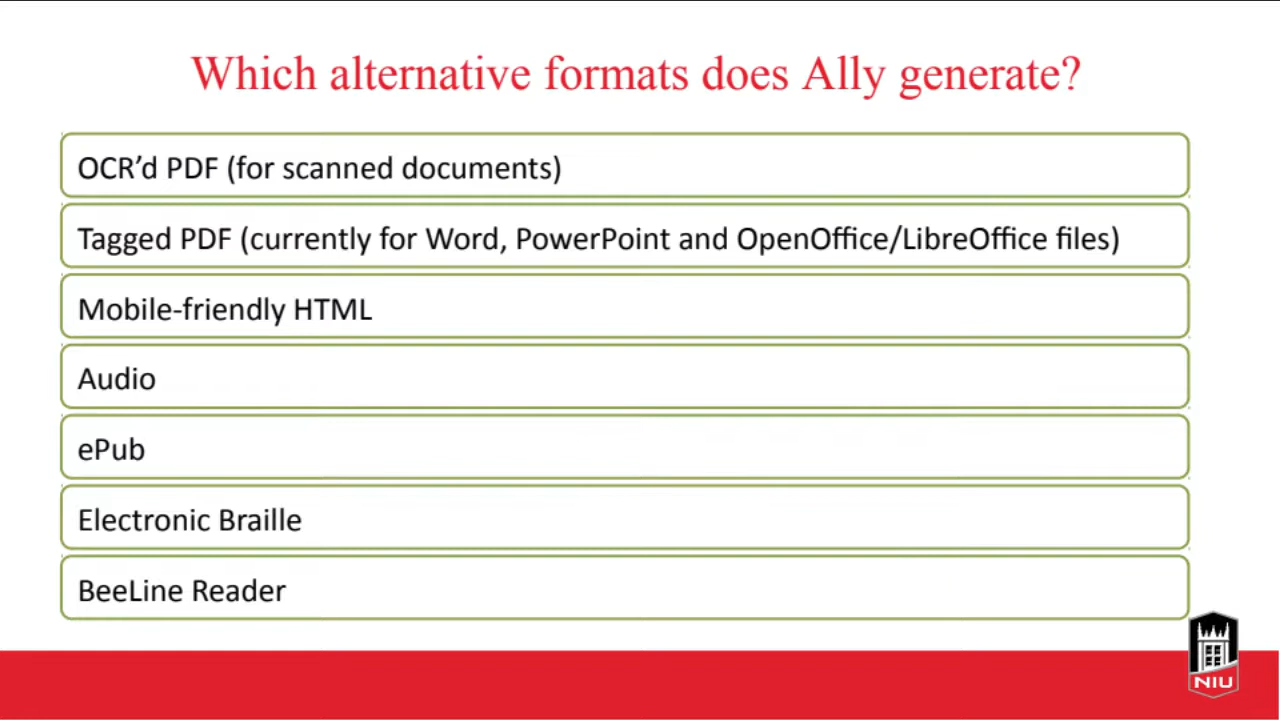 Which alternative formats does Ally generate?
OCR’d PDF (for scanned documents)
Tagged PDF (currently for Word, PowerPoint and OpenOffice/LibreOffice files)
Mobile-friendly HTML
Audio
ePub
Electronic Braille
BeeLine Reader
NIU